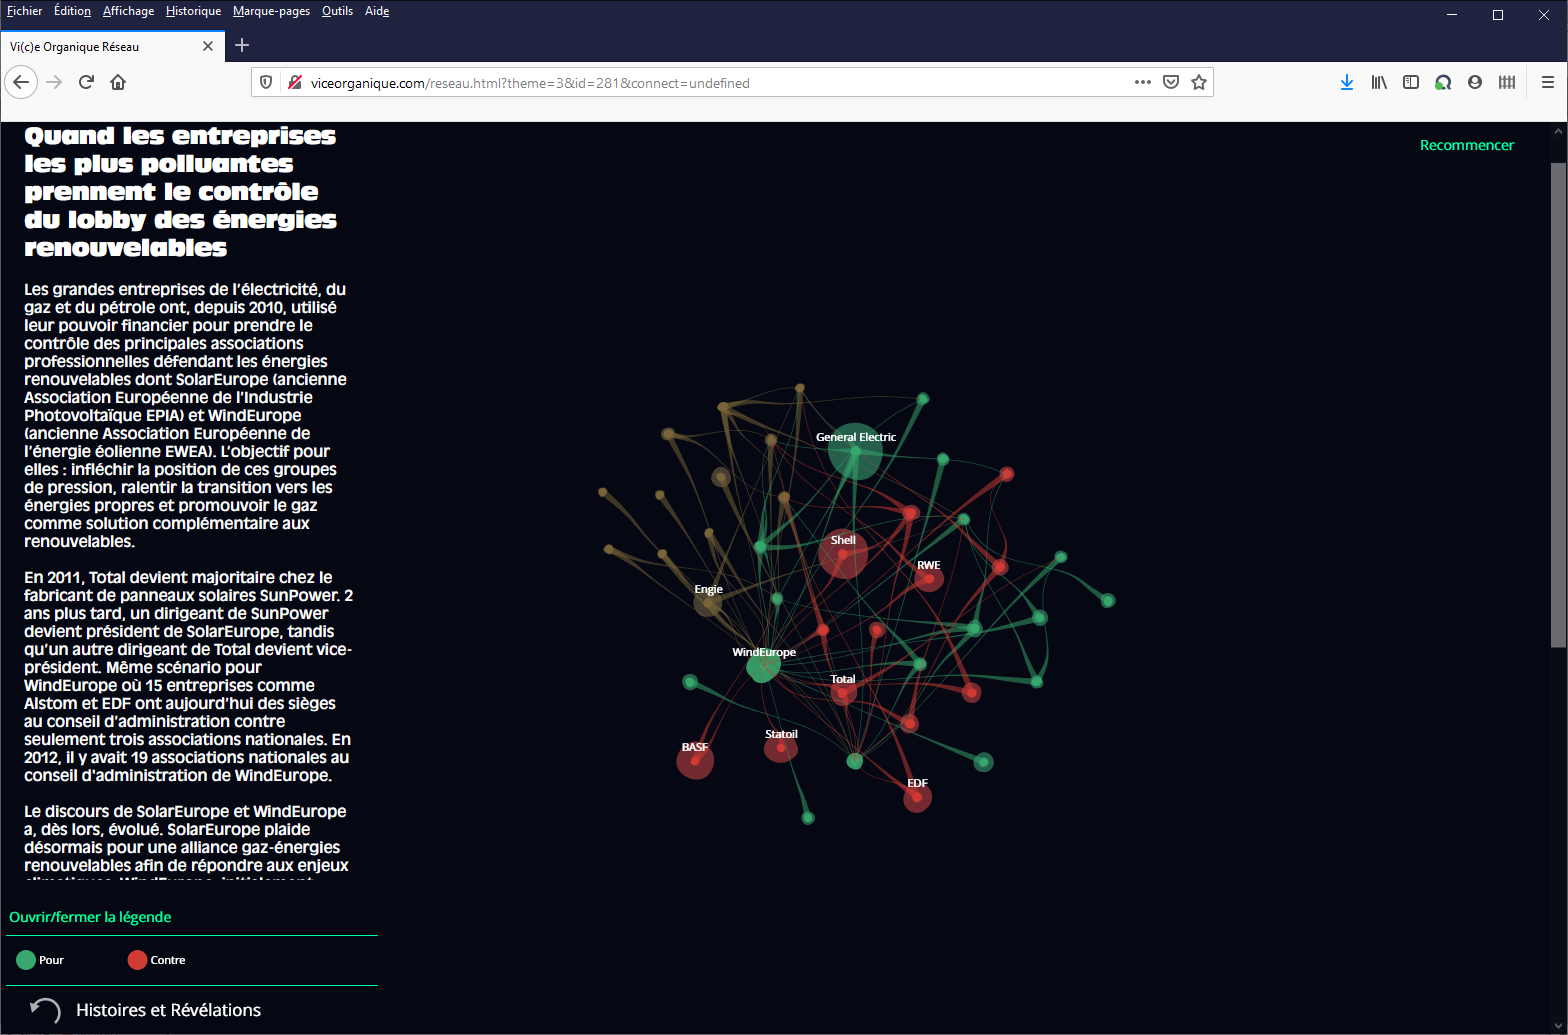 Fichier Édition Affichage Historique Marque-pages Outils Aide
Vi(c)e Organique Réseau
viceorganique.com/reseau.html?theme=3&id=281&connect=undefined
Recommencer
Quand les entreprises
les plus polluantes
prennent le contrôle
du lobby des énergies
renouvelables
Les grandes entreprises de l'électricité, du
gaz et du pétrole ont, depuis 2010, utilisé
leur pouvoir financier pour prendre le
contrôle des principales associations
professionnelles défendant les énergies
renouvelables dont SolarEurope (ancienne
Association Européenne de l'Industrie
Photovoltaïque EPIA) et WindEurope
(ancienne Association Européenne de
l'énergie éolienne EWEA). L'objectif pour
elles : infléchir la position de ces groupes
de pression, ralentir la transition vers les
énergies propres et promouvoir le gaz
comme solution complémentaire aux
renouvelables.
En 2011, Total devient majoritaire chez le
fabricant de panneaux solaires SunPower. 2
ans plus tard, un dirigeant de SunPower
devient président de SolarEurope, tandis
qu'un autre dirigeant de Total devient vice-
président. Même scénario pour
WindEurope où 15 entreprises comme
Alstom et EDF ont aujourd'hui des sièges
au conseil d'administration contre
seulement trois associations nationales. En
2012, il y avait 19 associations nationales au
conseil d'administration de WindEurope.
Le discours de SolarEurope et WindEurope
a, dès lors, évolué. SolarEurope plaide
désormais pour une alliance gaz-énergies
renouvelables afin de répondre aux enjeux
climatiques. WindEurope, initialement
General Electric
Shell
RWE
Engie
WindEurope
Total
Statoil
BASF
EDF
Ouvrir/fermer la légende
Pour
Contre
Histoires et Révélations